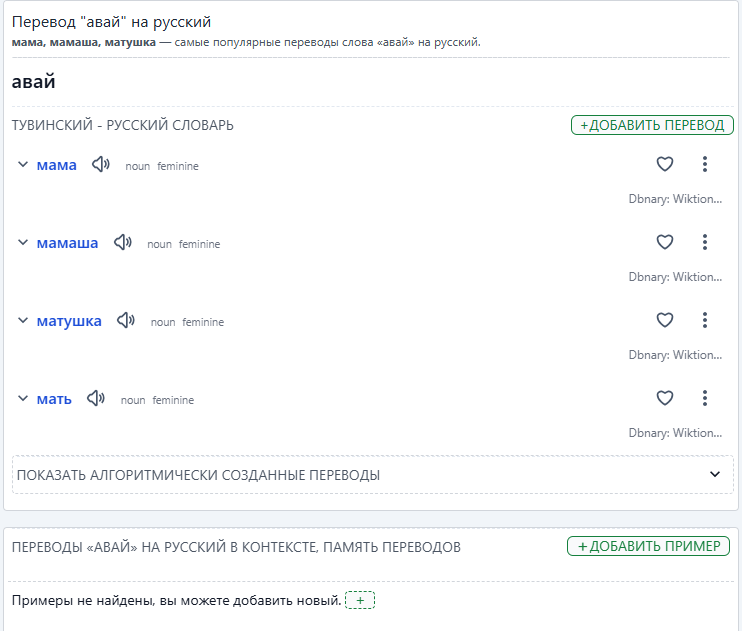 Перевод "авай" на русский
мама, мамаша, матушка — самые популярные переводы слова «авай» на русский.
авай
ТУВИНСКИЙ - РУССКИЙ СЛОВАРЬ
+ДОБАВИТЬ ПЕРЕВОД
мама noun feminine
Dbnary: Wiktion...
мамаша noun feminine
Dbnary: Wiktion...
матушка noun feminine
Dbnary: Wiktion...
мать noun feminine
Dbnary: Wiktion...
ПОКАЗАТЬ АЛГОРИТМИЧЕСКИ СОЗДАННЫЕ ПЕРЕВОДЫ
ПЕРЕВОДЫ «АВАЙ» НА РУССКИЙ В КОНТЕКСТЕ, ПАМЯТЬ ПЕРЕВОДОВ
+ДОБАВИТЬ ПРИМЕР
Примеры не найдены, вы можете добавить новый. +